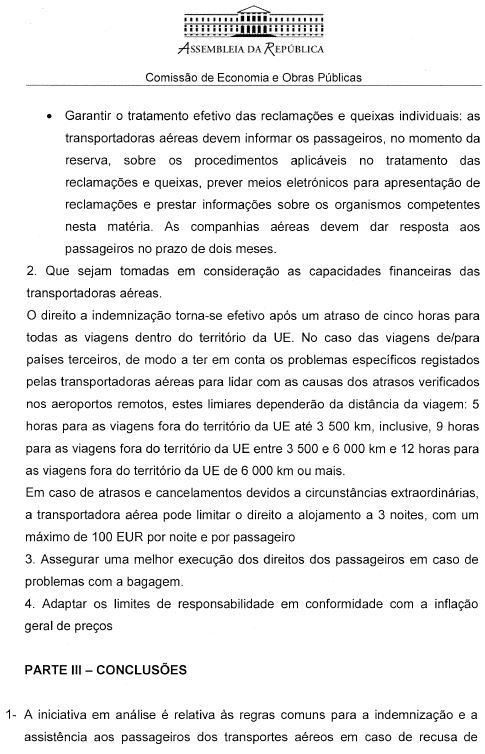 ASSEMBLEIA DA REPÚBLICA
Comissão de Economia e Obras Públicas
• Garantir o tratamento efetivo das reclamações e queixas individuais: as
transportadoras aéreas devem informar os passageiros, no momento da
reserva, sobre os procedimentos aplicáveis no tratamento das
reclamações e queixas, prever meios eletrónicos para apresentação de
reclamações e prestar informações sobre os organismos competentes
nesta matéria. As companhias aéreas devem dar resposta aos
passageiros no prazo de dois meses.
2. Que sejam tomadas em consideração as capacidades financeiras das
transportadoras aéreas.
O direito a indemnização torna-se efetivo após um atraso de cinco horas para
todas as viagens dentro do território da UE. No caso das viagens de/para
países terceiros, de modo a ter em conta os problemas específicos registados
pelas transportadoras aéreas para lidar com as causas dos atrasos verificados
nos aeroportos remotos, estes limiares dependerão da distância da viagem: 5
horas para as viagens fora do território da UE até 3 500 km, inclusive, 9 horas
para as viagens fora do território da UE entre 3 500 e 6 000 km e 12 horas para
as viagens fora do território da UE de 6 000 km ou mais.
Em caso de atrasos e cancelamentos devidos a circunstâncias extraordinárias,
a transportadora aérea pode limitar o direito a alojamento a 3 noites, com um
máximo de 100 EUR por noite e por passageiro
3. Assegurar uma melhor execução dos direitos dos passageiros em caso de
problemas com a bagagem.
4. Adaptar os limites de responsabilidade em conformidade com a inflação
geral de preços
PARTE III – CONCLUSÕES
1- A iniciativa em análise é relativa às regras comuns para a indemnização e a
assistência aos passageiros dos transportes aéreos em caso de recusa de